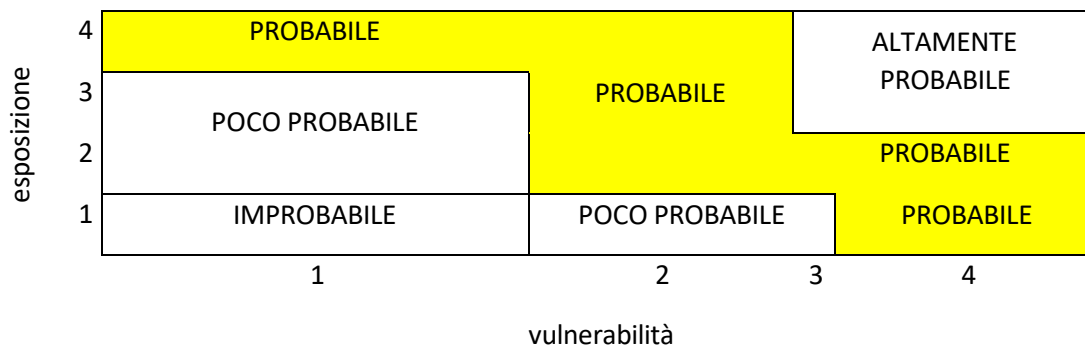 4
PROBABILE
ALTAMENTE
PROBABILE
3
PROBABILE
POCO PROBABILE
2
PROBABILE
1
IMPROBABILE
POCO PROBABILE
PROBABILE
esposizione
1
2
3
4
vulnerabilità